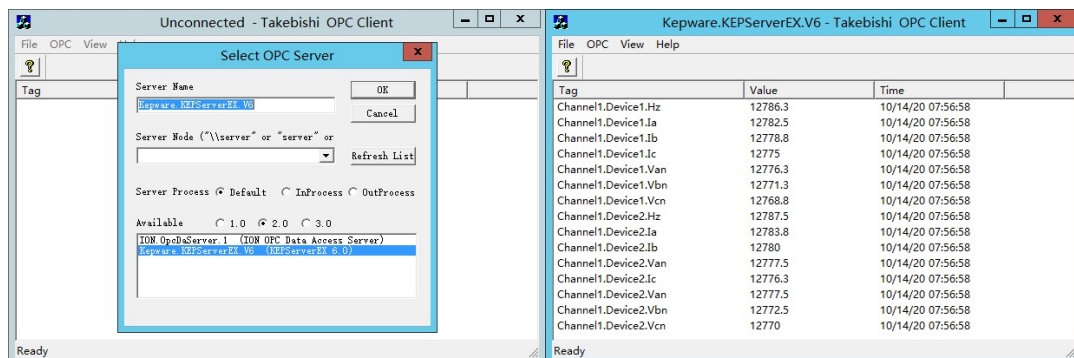 Unconnected - Takebishi OPC Client
File OPC View
Select OPC Server
x
Server Name
OK
Kepware.KEPServerEX.V6
Cancel
Server Node ("\\server" or "server" or
Refresh List
Server Process Default InProcess OutProcess
Available 1.0 2.0 3.0
ION.OpcDaServer.1 (ION OPC Data Access Server)
Kepware.KEPServerEX.V6 (KEPServerEX 6.0)
Tag
Ready
Kepware.KEPServerEX.V6 - Takebishi OPC Client
File OPC View Help
Tag Value Time
Channel1.Device1.Hz 12786.3 10/14/20 07:56:58
Channel1.Device1.Ia 12782.5 10/14/20 07:56:58
Channel1.Device1.Ib 12778.8 10/14/20 07:56:58
Channel1.Device1.Ic 12775 10/14/20 07:56:58
Channel1.Device1.Van 12776.3 10/14/20 07:56:58
Channel1.Device1.Vbn 12771.3 10/14/20 07:56:58
Channel1.Device1.Vcn 12768.8 10/14/20 07:56:58
Channel1.Device2.Hz 12787.5 10/14/20 07:56:58
Channel1.Device2.Ia 12783.8 10/14/20 07:56:58
Channel1.Device2.Ib 12780 10/14/20 07:56:58
Channel1.Device2.Van 12777.5 10/14/20 07:56:58
Channel1.Device2.Ic 12776.3 10/14/20 07:56:58
Channel1.Device2.Van 12777.5 10/14/20 07:56:58
Channel1.Device2.Vbn 12772.5 10/14/20 07:56:58
Channel1.Device2.Vcn 12770 10/14/20 07:56:58
Ready